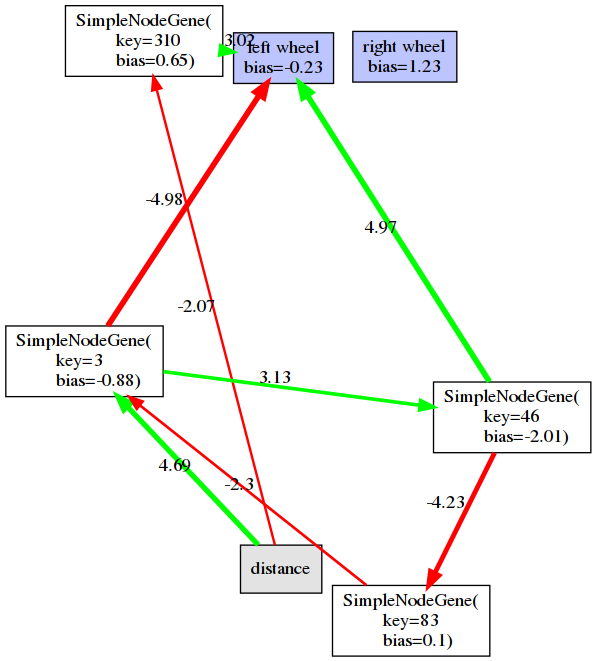 SimpleNodeGene(
key=310
bias=0.65)
3.02
left wheel
bias=-0.23
right wheel
bias=1.23
-4.98
4.97
-2.07
SimpleNodeGene(
key=3
bias=-0.88)
3.13
SimpleNodeGene(
key=46
bias=-2.01)
4.69
-2.3
-4.23
distance
SimpleNodeGene(
key=83
bias=0.1)